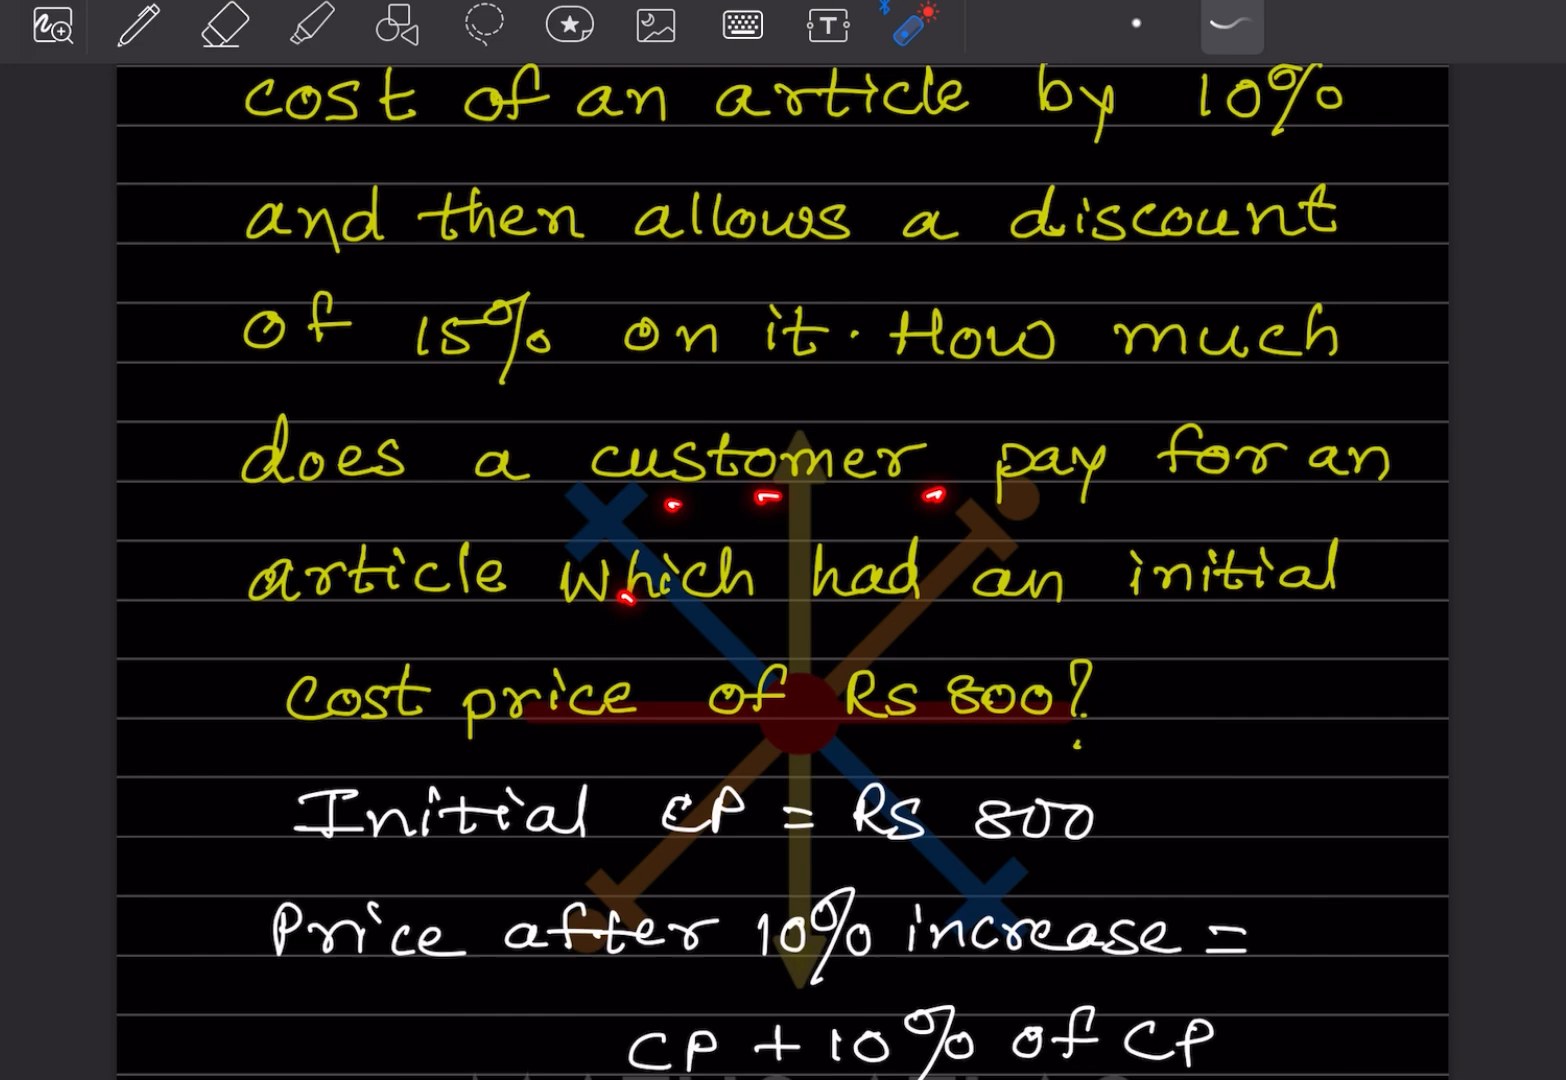 cost of an article by 10%
and then allows a discount
of 15% on it. How much
does a customer pay for an
article which had an initial
cost price of Rs 800?
Initial CP = Rs 800
Price after 10% increase =
CP + 10% of CP